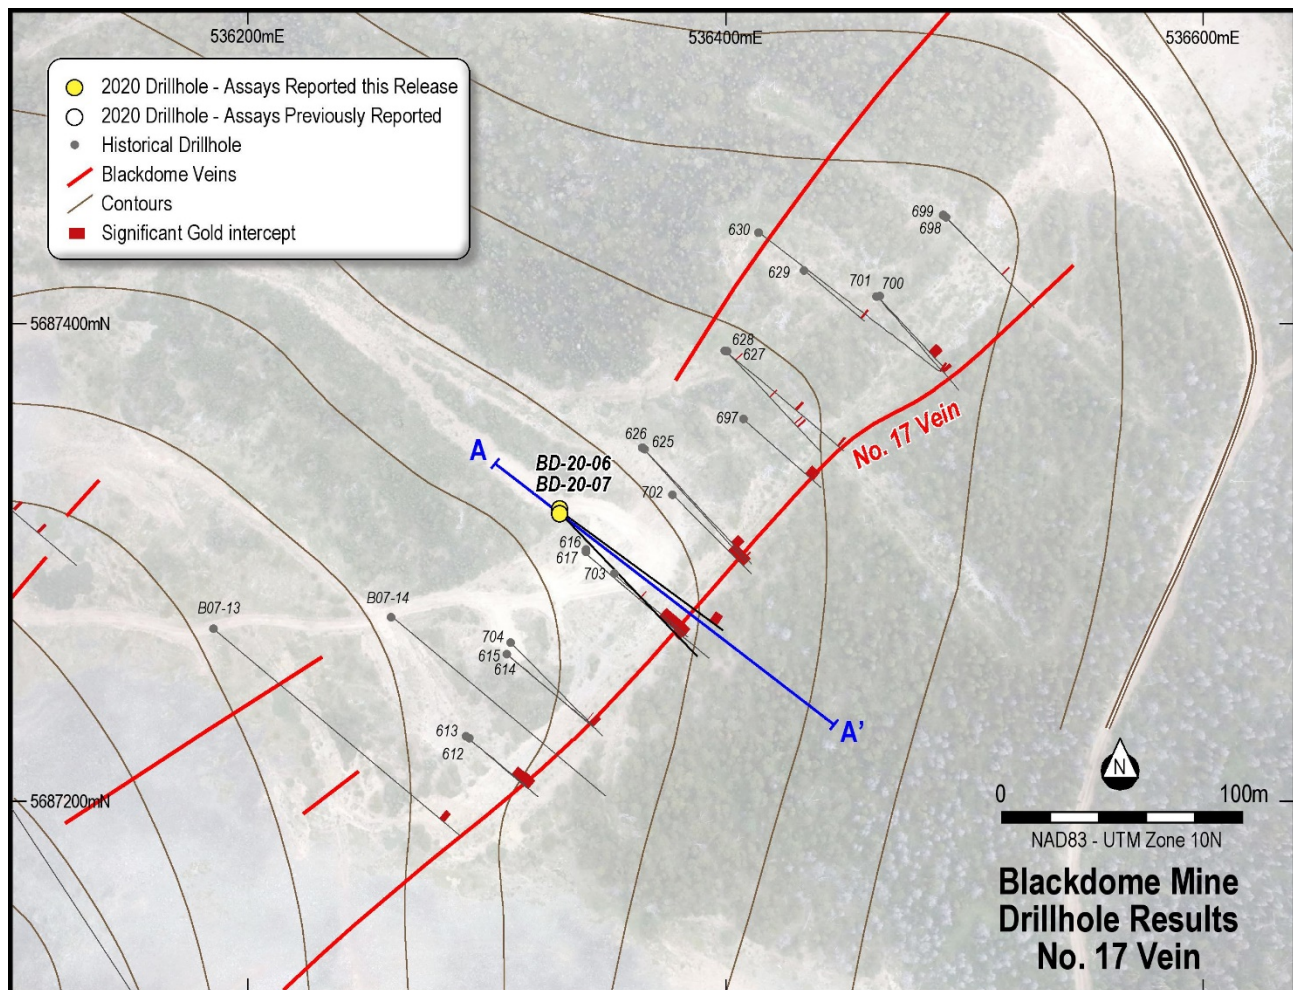 536200mE
536400mE
536600mE
2020 Drillhole - Assays Reported this Release
2020 Drillhole - Assays Previously Reported
Historical Drillhole
Blackdome Veins
Contours
Significant Gold intercept
699
698
630
629
701 700
5687400mN
628
627
697
No. 17 Vein
626 625
A
BD-20-06
BD-20-07
702
616
617
703
B07-13
B07-14
704
615
614
613
612
A'
N
5687200mN
0 100m
NAD83 - UTM Zone 10N
Blackdome Mine
Drillhole Results
No. 17 Vein